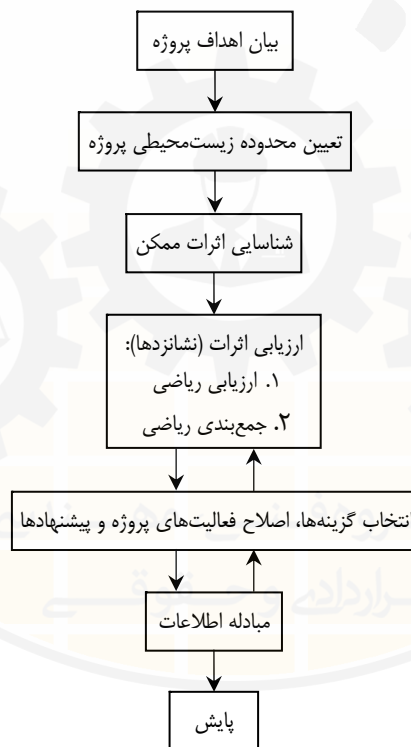 بیان اهداف پروژه
تعیین محدوده زیست‌محیطی پروژه
شناسایی اثرات ممکن
ارزیابی اثرات (نشانزدها):
۱. ارزیابی ریاضی
۲. جمع‌بندی ریاضی
انتخاب گزینه‌ها، اصلاح فعالیت‌های پروژه و پیشنهادها
مبادله اطلاعات
پایش